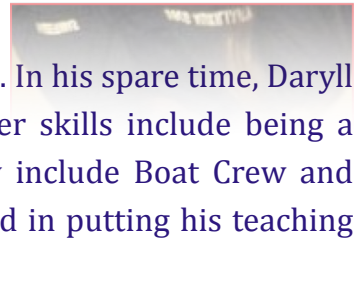 . In his spare time, Daryll
er skills include being a
include Boat Crew and
d in putting his teaching